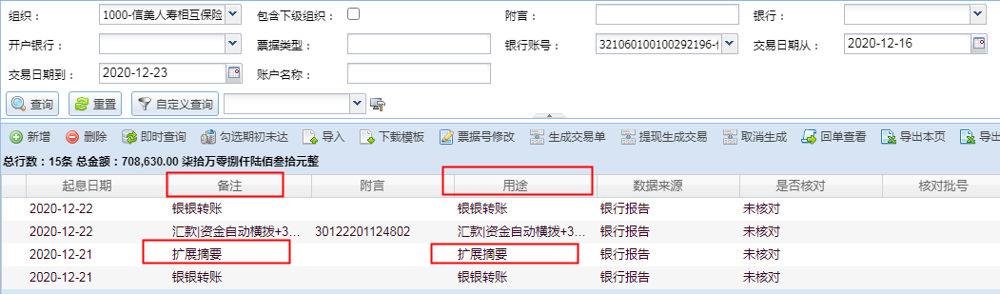 组织： 1000-信美人寿相互保险 包含下级组织： 附言： 银行：
开户银行： 票据类型： 银行账号： 321060100100292196- 交易日期从： 2020-12-16
交易日期到： 2020-12-23 账户名称：
查询 重置 自定义查询
新增 删除 即时查询 勾选期初未达 导入 下载模板 票据号修改 生成交易单 提现生成交易 取消生成 回单查看 导出本页 导出
总行数：15条 总金额：708,630.00 柒拾万零捌仟陆佰叁拾元整
起息日期 备注 附言 用途 数据来源 是否核对 核对批号
2020-12-22 银银转账 银银转账 银行报告 未核对
2020-12-22 汇款|资金自动横拨+3... 30122201124802 汇款|资金自动横拨+3... 银行报告 未核对
2020-12-21 扩展摘要 扩展摘要 银行报告 未核对
2020-12-21 银银转账 银银转账 银行报告 未核对